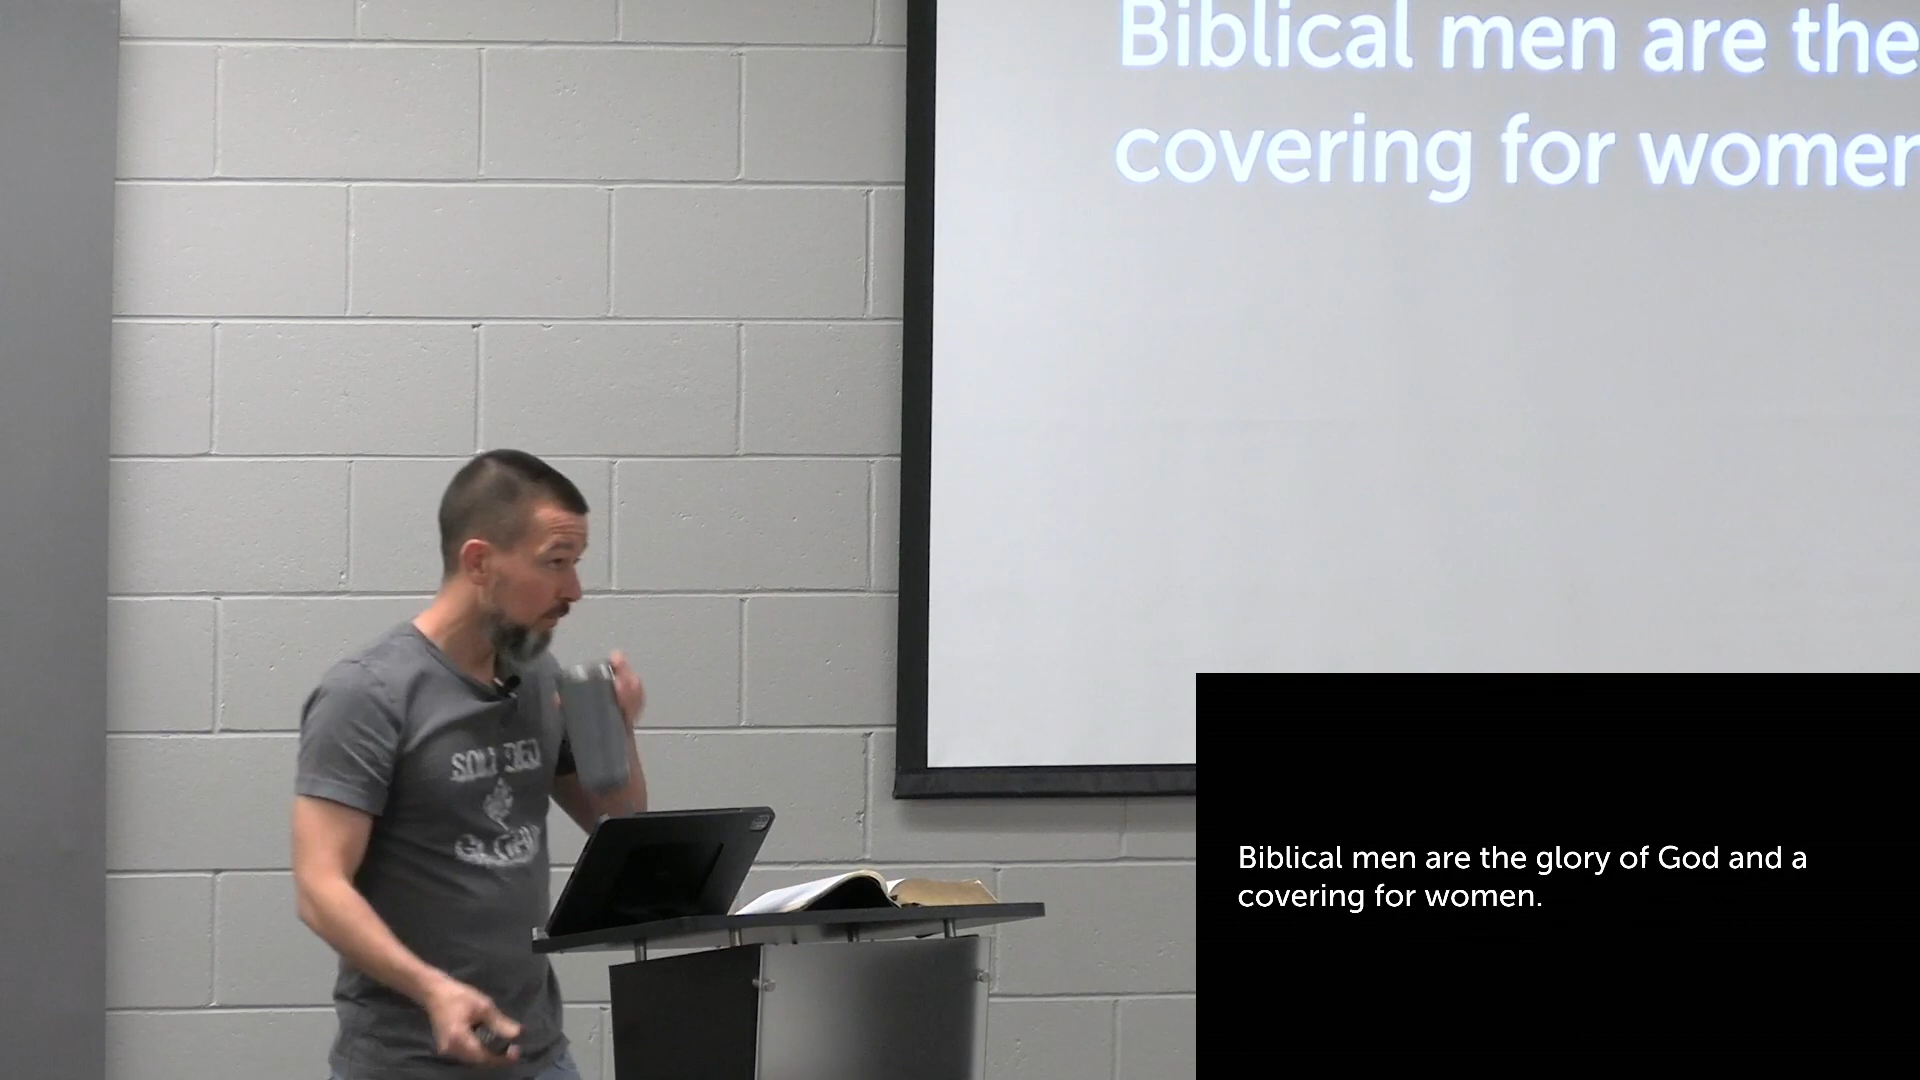 Biblical men are the
covering for women
Biblical men are the glory of God and a
covering for women.